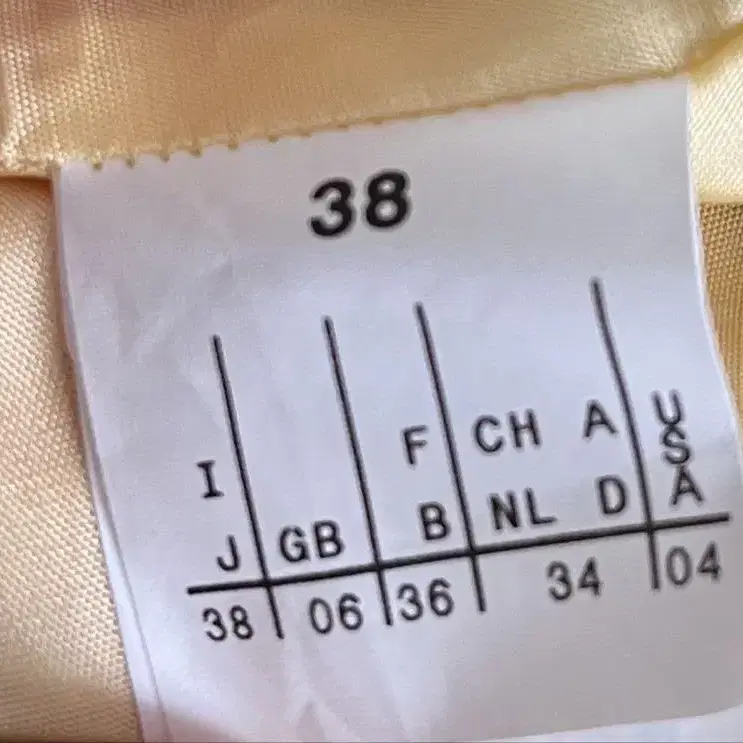 38
I F CH A USA
J GB B NL D
38 06 36 34 04